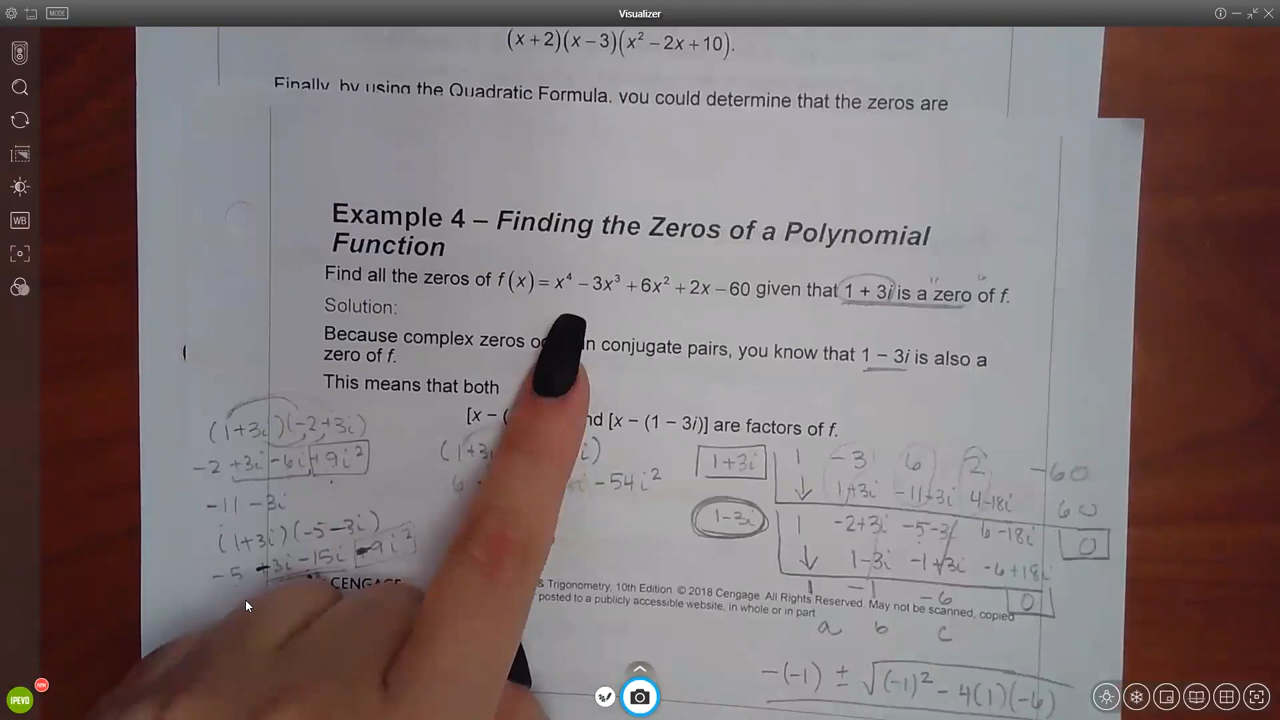 MODE
Visualizer
(x+2)(x−3)(x² − 2x+10).
Finally, by using the Quadratic Formula, you could determine that the zeros are
Example 4 – Finding the Zeros of a Polynomial
Function
Find all the zeros of f(x) = x⁴ − 3x³ + 6x² + 2x − 60 given that 1 + 3i is a zero of f.
Solution:
Because complex zeros in conjugate pairs, you know that 1 − 3i is also a
zero of f.
This means that both
[x − ( nd [x − (1 − 3i)] are factors of f.
(1+3i)(-2+3i)
-2 +3i -6i +9i²
-11 -3i
(1+3i)(-5-3i)
-5 -3i -15i -9i²
(1+3i
6 i -54i²
1+3i 1 -3 6 2 -60
1+3i -11-3i 4-18i 60
1-3i 1 -2+3i -5-3i 6-18i 0
1-3i -1+3i -6+18i
1 -1 -6 0
a b c
-(-1) ± √(-1)² - 4(1)(-6)
CENGAGE
& Trigonometry, 10th Edition. © 2018 Cengage. All Rights Reserved. May not be scanned, copied
posted to a publicly accessible website, in whole or in part
WB
IPEVO
new